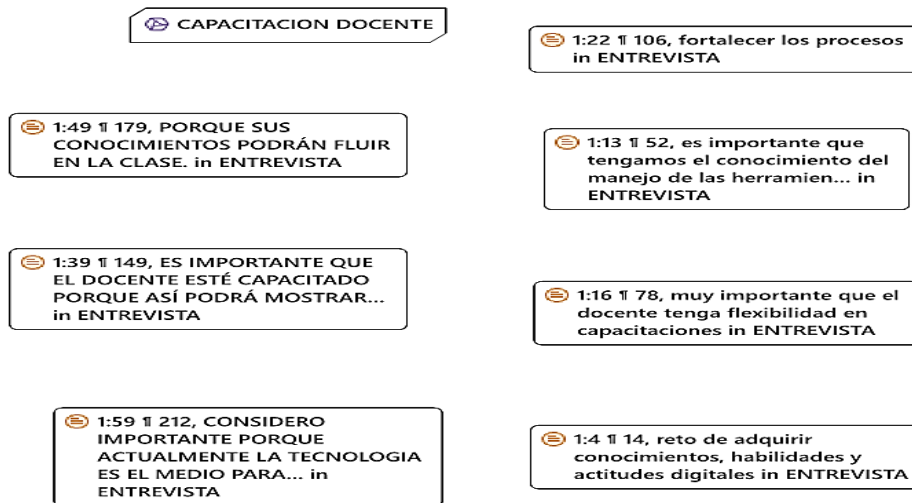 CAPACITACION DOCENTE
1:22 ¶ 106, fortalecer los procesos
in ENTREVISTA
1:49 ¶ 179, PORQUE SUS
CONOCIMIENTOS PODRÁN FLUIR
EN LA CLASE. in ENTREVISTA
1:13 ¶ 52, es importante que
tengamos el conocimiento del
manejo de las herramien... in
ENTREVISTA
1:39 ¶ 149, ES IMPORTANTE QUE
EL DOCENTE ESTÉ CAPACITADO
PORQUE ASÍ PODRÁ MOSTRAR...
in ENTREVISTA
1:16 ¶ 78, muy importante que el
docente tenga flexibilidad en
capacitaciones in ENTREVISTA
1:59 ¶ 212, CONSIDERO
IMPORTANTE PORQUE
ACTUALMENTE LA TECNOLOGIA
ES EL MEDIO PARA... in
ENTREVISTA
1:4 ¶ 14, reto de adquirir
conocimientos, habilidades y
actitudes digitales in ENTREVISTA